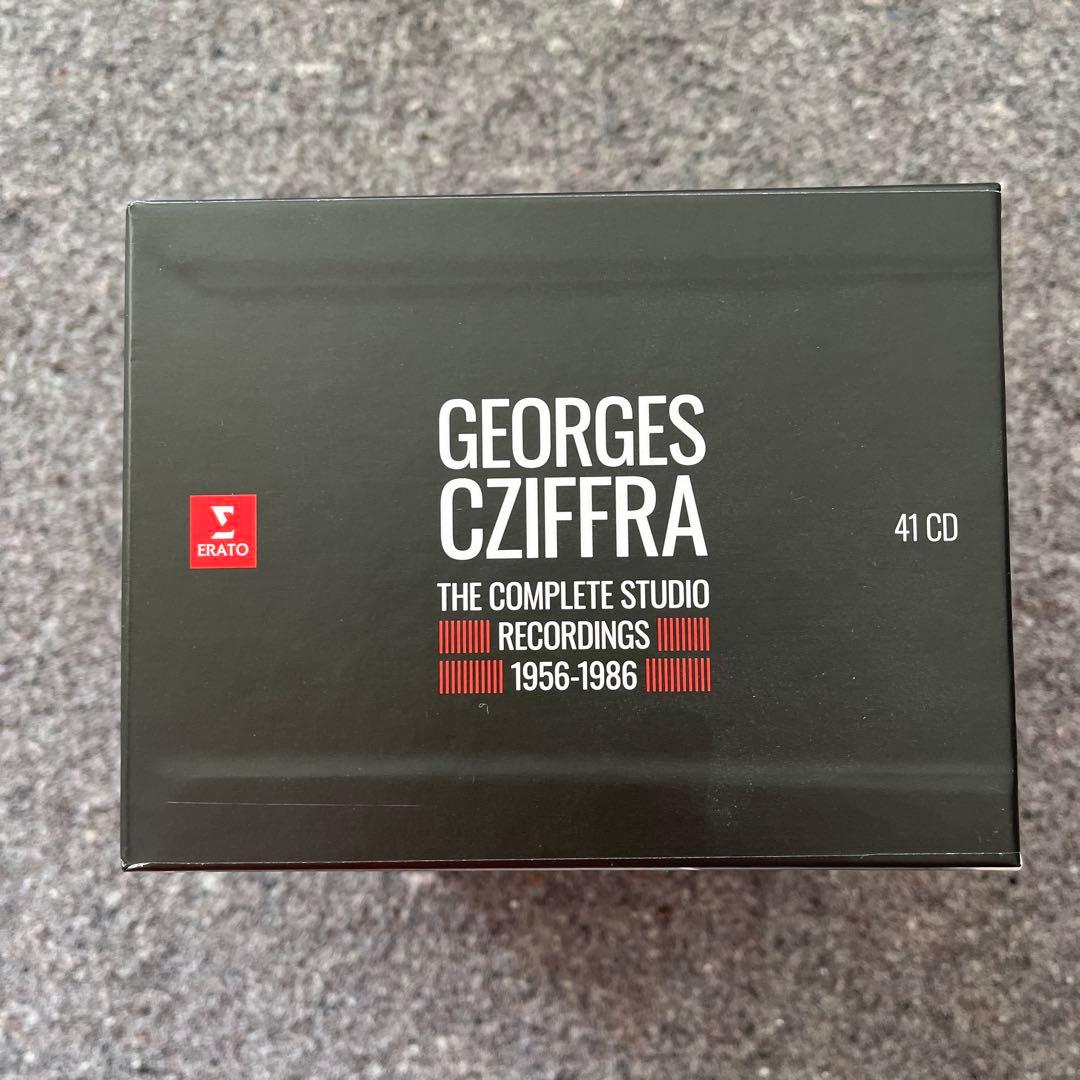 GEORGES
CZIFFRA
THE COMPLETE STUDIO
RECORDINGS
1956-1986
Σ
ERATO
41 CD